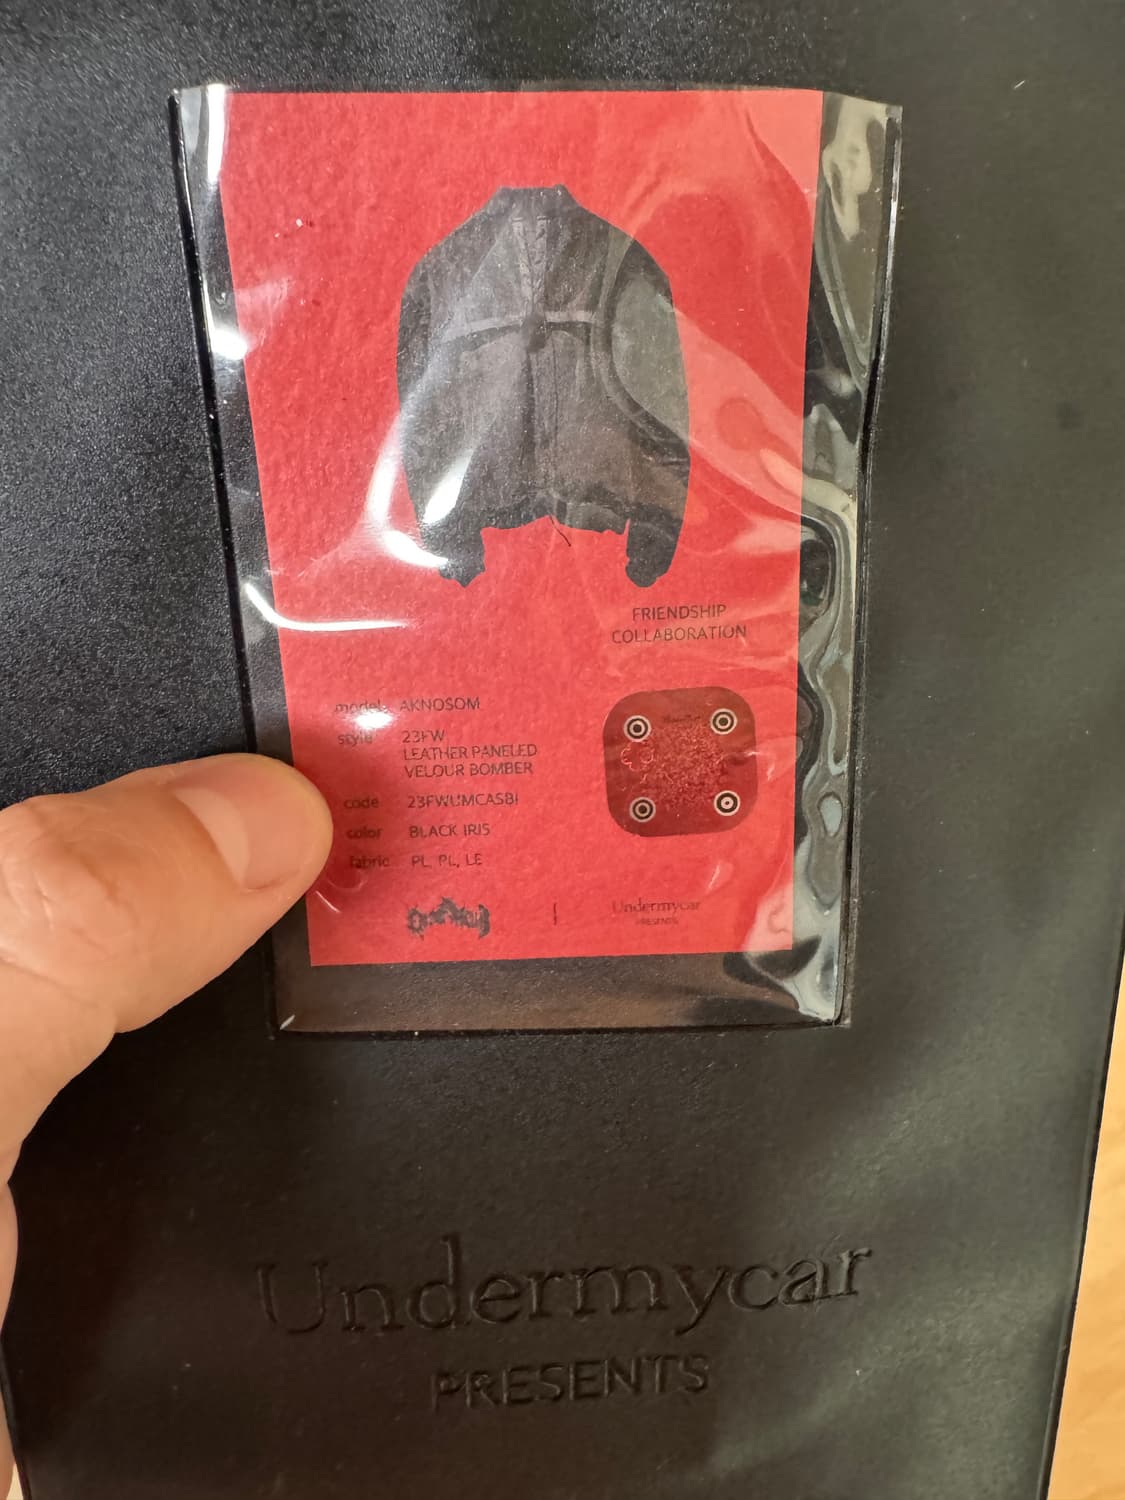 FRIENDSHIP
COLLABORATION
model AKNOSOM
style 23FW
LEATHER PANELED
VELOUR BOMBER
code 23FWUMCASBI
color BLACK IRIS
fabric PL, PL, LE
Undermycar
PRESENTS
Undermycar
PRESENTS